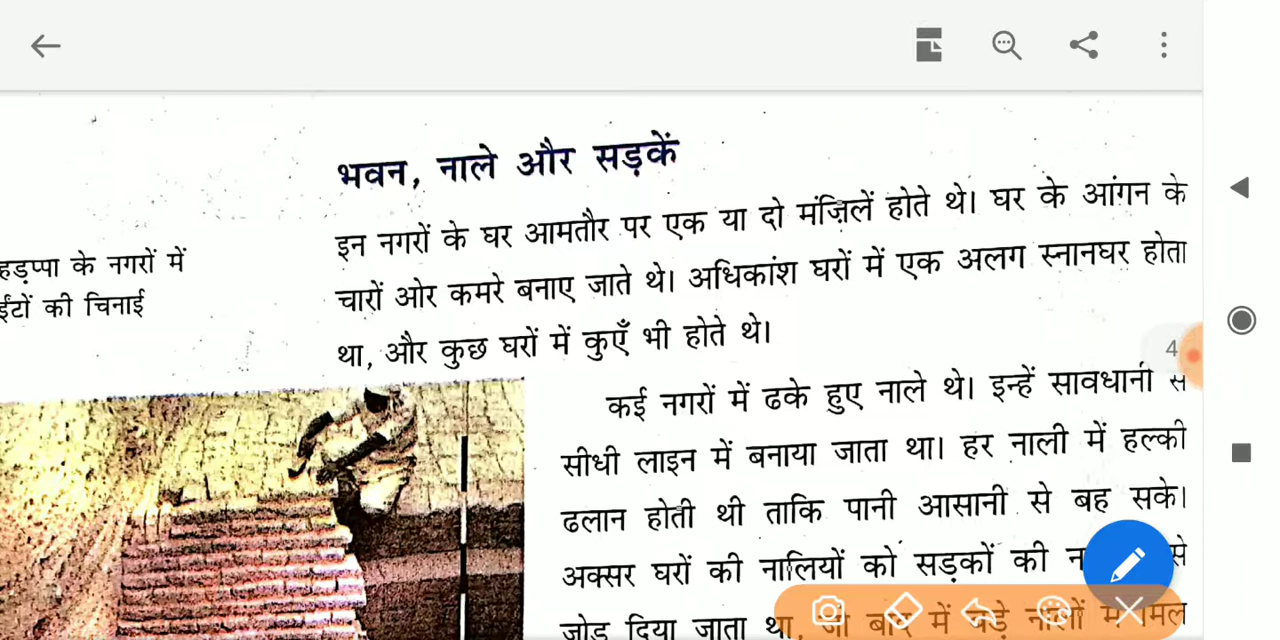 भवन, नाले और सड़कें
इन नगरों के घर आमतौर पर एक या दो मंज़िलें होते थे। घर के आंगन के
चारों ओर कमरे बनाए जाते थे। अधिकांश घरों में एक अलग स्नानघर होता
था, और कुछ घरों में कुएँ भी होते थे।
हड़प्पा के नगरों में
ईंटों की चिनाई
4
कई नगरों में ढके हुए नाले थे। इन्हें सावधानी से
सीधी लाइन में बनाया जाता था। हर नाली में हल्की
ढलान होती थी ताकि पानी आसानी से बह सके।
अक्सर घरों की नालियों को सड़कों की से
जोड़ दिया जाता था, जो बाद में बड़े नालों में मिल